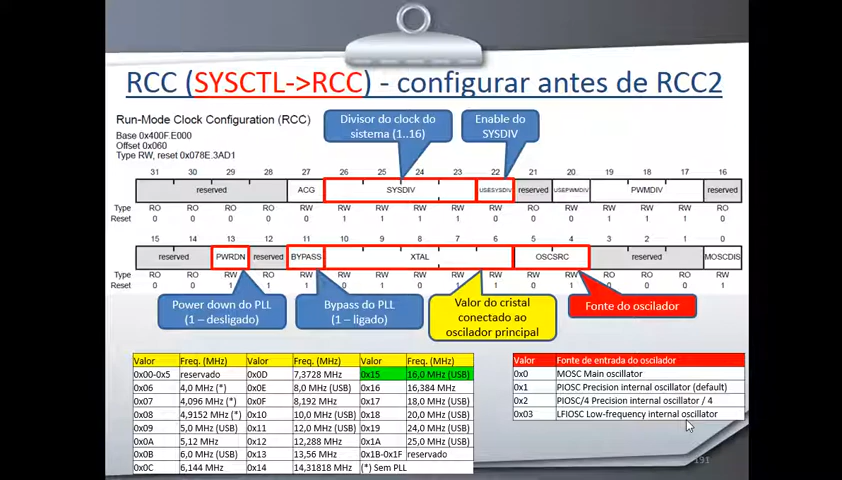 RCC (SYSCTL->RCC) - configurar antes de RCC2
Run-Mode Clock Configuration (RCC)
Base 0x400F.E000
Offset 0x060
Type RW, reset 0x078E.3AD1
Divisor do clock do
sistema (1..16)
Enable do
SYSDIV
31 30 29 28 27 26 25 24 23 22 21 20 19 18 17 16
reserved ACG SYSDIV USESYSDIV reserved USEPWMDIV PWMDIV reserved
Type RO RO RO RO RW RW RW RW RW RW RO RW RW RW RW RO
Reset 0 0 0 0 0 1 1 1 1 0 0 0 1 1 1 0
15 14 13 12 11 10 9 8 7 6 5 4 3 2 1 0
reserved PWRDN reserved BYPASS XTAL OSCSRC reserved MOSCDIS
Type RO RO RW RO RW RW RW RW RW RW RW RW RO RO RO RW
Reset 0 0 1
Power down do PLL
(1 – desligado)
Bypass do PLL
(1 – ligado)
Valor do cristal
conectado ao
oscilador principal
Fonte do oscilador
Valor Freq. (MHz) Valor Freq. (MHz) Valor Freq. (MHz)
0x00-0x5 reservado 0x0D 7,3728 MHz 0x15 16,0 MHz (USB)
0x06 4,0 MHz (*) 0x0E 8,0 MHz (USB) 0x16 16,384 MHz
0x07 4,096 MHz (*) 0x0F 8,192 MHz 0x17 18,0 MHz (USB)
0x08 4,9152 MHz (*) 0x10 10,0 MHz (USB) 0x18 20,0 MHz (USB)
0x09 5,0 MHz (USB) 0x11 12,0 MHz (USB) 0x19 24,0 MHz (USB)
0x0A 5,12 MHz 0x12 12,288 MHz 0x1A 25,0 MHz (USB)
0x0B 6,0 MHz (USB) 0x13 13,56 MHz 0x1B-0x1F reservado
0x0C 6,144 MHz 0x14 14,31818 MHz (*) Sem PLL
Valor Fonte de entrada do oscilador
0x0 MOSC Main oscillator
0x1 PIOSC Precision internal oscillator (default)
0x2 PIOSC/4 Precision internal oscillator / 4
0x03 LFIOSC Low-frequency internal oscillator
191